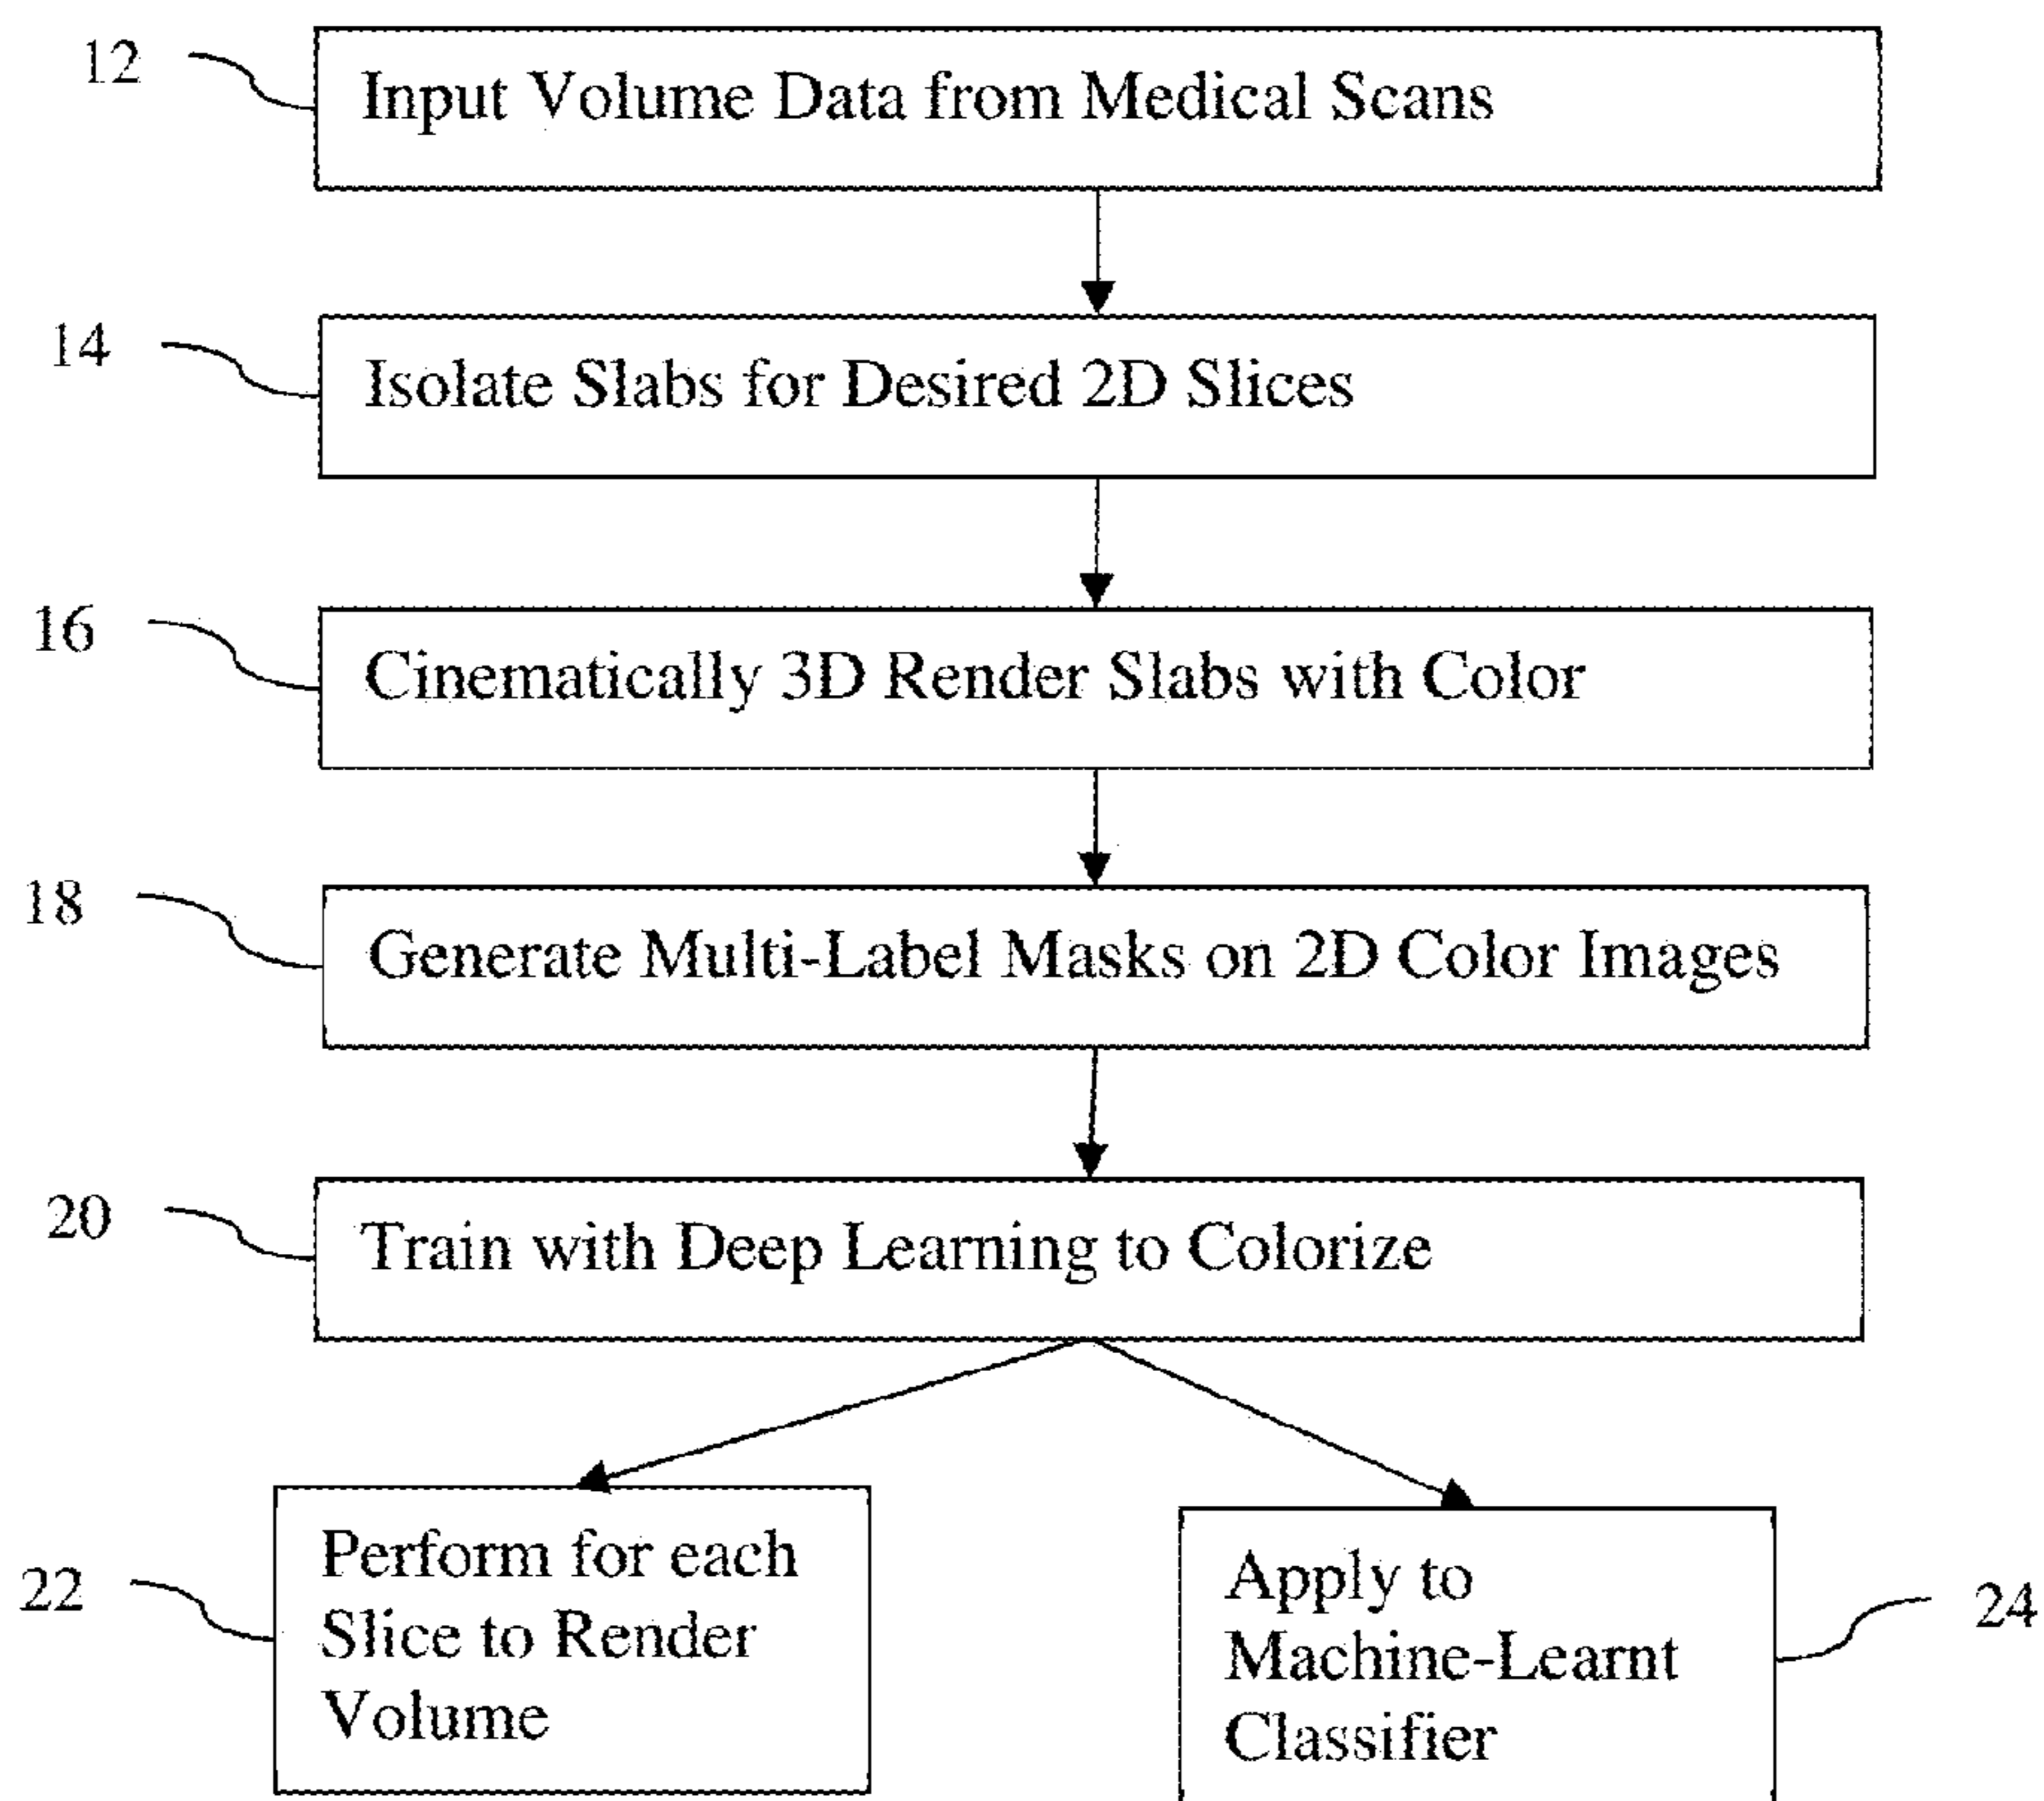 12
Input Volume Data from Medical Scans
14
Isolate Slabs for Desired 2D Slices
16
Cinematically 3D Render Slabs with Color
18
Generate Multi-Label Masks on 2D Color Images
20
Train with Deep Learning to Colorize
22
Perform for each
Slice to Render
Volume
Apply to
Machine-Learnt
Classifier
24